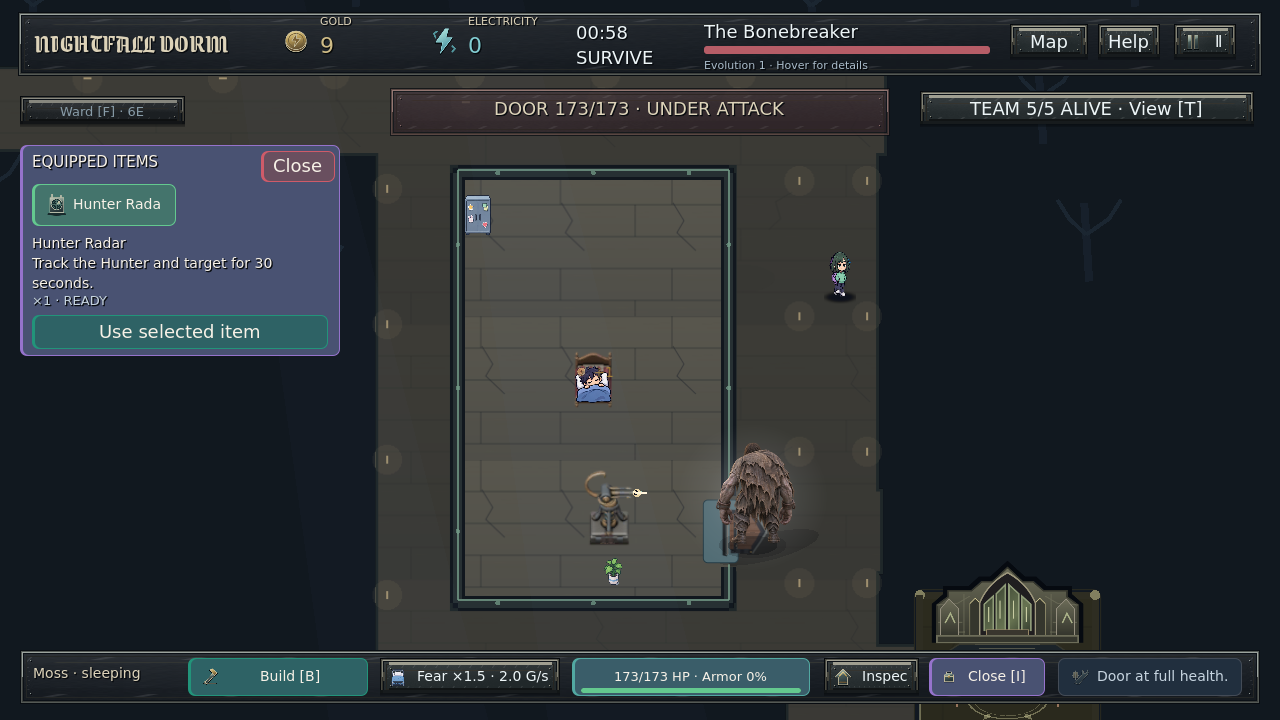 NIGHTFALL DORM
GOLD
9
ELECTRICITY
0
00:58
SURVIVE
The Bonebreaker
Evolution 1 · Hover for details
Map
Help
Ward [F] · 6E
DOOR 173/173 · UNDER ATTACK
TEAM 5/5 ALIVE · View [T]
EQUIPPED ITEMS
Close
Hunter Rada
Hunter Radar
Track the Hunter and target for 30
seconds.
×1 · READY
Use selected item
Moss · sleeping
Build [B]
Fear ×1.5 · 2.0 G/s
173/173 HP · Armor 0%
Inspec
Close [I]
Door at full health.